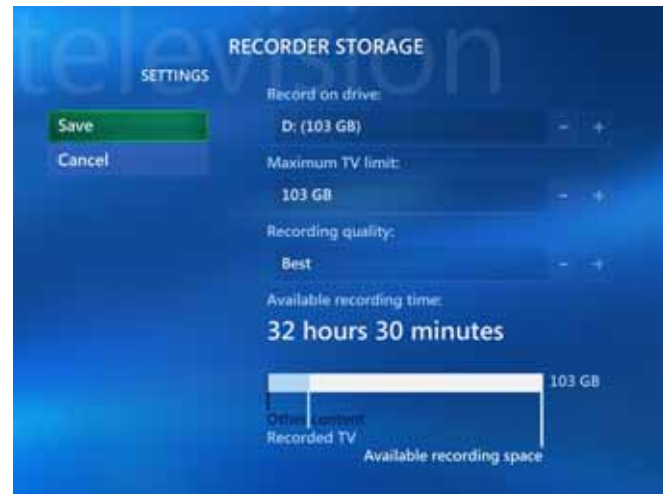 television
RECORDER STORAGE
SETTINGS
Record on drive:
Save
D: (103 GB)
- +
Cancel
Maximum TV limit:
103 GB
- +
Recording quality:
Best
- +
Available recording time:
32 hours 30 minutes
103 GB
Other content
Recorded TV
Available recording space